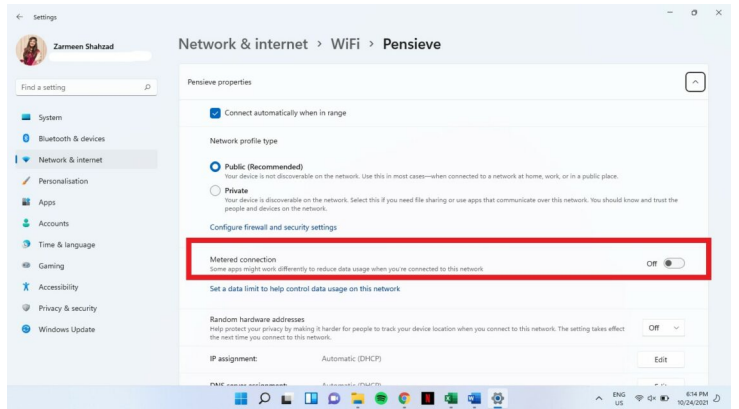 Settings
Zarmeen Shahzad
Find a setting
System
Bluetooth & devices
Network & internet
Personalisation
Apps
Accounts
Time & language
Gaming
Accessibility
Privacy & security
Windows Update
Network & internet > WiFi > Pensieve
Pensieve properties
Connect automatically when in range
Network profile type
Public (Recommended)
Your device is not discoverable on the network. Use this in most cases—when connected to a network at home, work, or in a public place.
Private
Your device is discoverable on the network. Select this if you need file sharing or use apps that communicate over this network. You should know and trust the
people and devices on the network.
Configure firewall and security settings
Metered connection
Some apps might work differently to reduce data usage when you're connected to this network
Off
Set a data limit to help control data usage on this network
Random hardware addresses
Help protect your privacy by making it harder for people to track your device location when you connect to this network. The setting takes effect
the next time you connect to this network.
Off
IP assignment: Automatic (DHCP)
Edit
DNS server assignment: Automatic (DHCP)
ENG
US
6:14 PM
10/24/2021